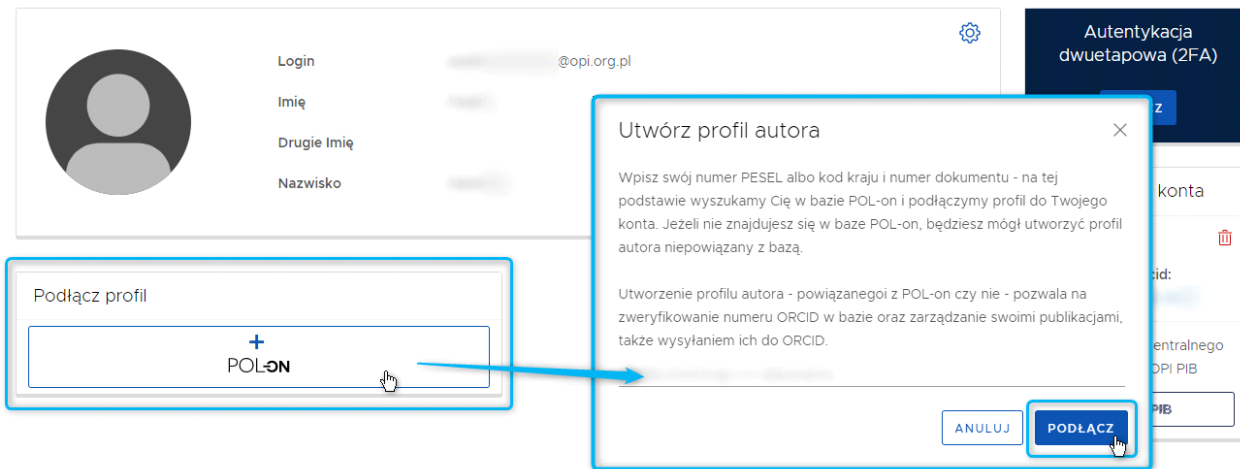 Login
@opi.org.pl
Imię
Drugie Imię
Nazwisko
Autentykacja
dwuetapowa (2FA)
Z
Podłącz profil
+
POL-ON
Utwórz profil autora
Wpisz swój numer PESEL albo kod kraju i numer dokumentu - na tej
podstawie wyszukamy Cię w bazie POL-on i podłączymy profil do Twojego
konta. Jeżeli nie znajdujesz się w baze POL-on, będziesz mógł utworzyć profil
autora niepowiązany z bazą.
Utworzenie profilu autora - powiązanegoi z POL-on czy nie - pozwala na
zweryfikowanie numeru ORCID w bazie oraz zarządzanie swoimi publikacjami,
także wysyłaniem ich do ORCID.
ANULUJ
PODŁĄCZ
konta
cid:
entralnego
OPI PIB
PIB